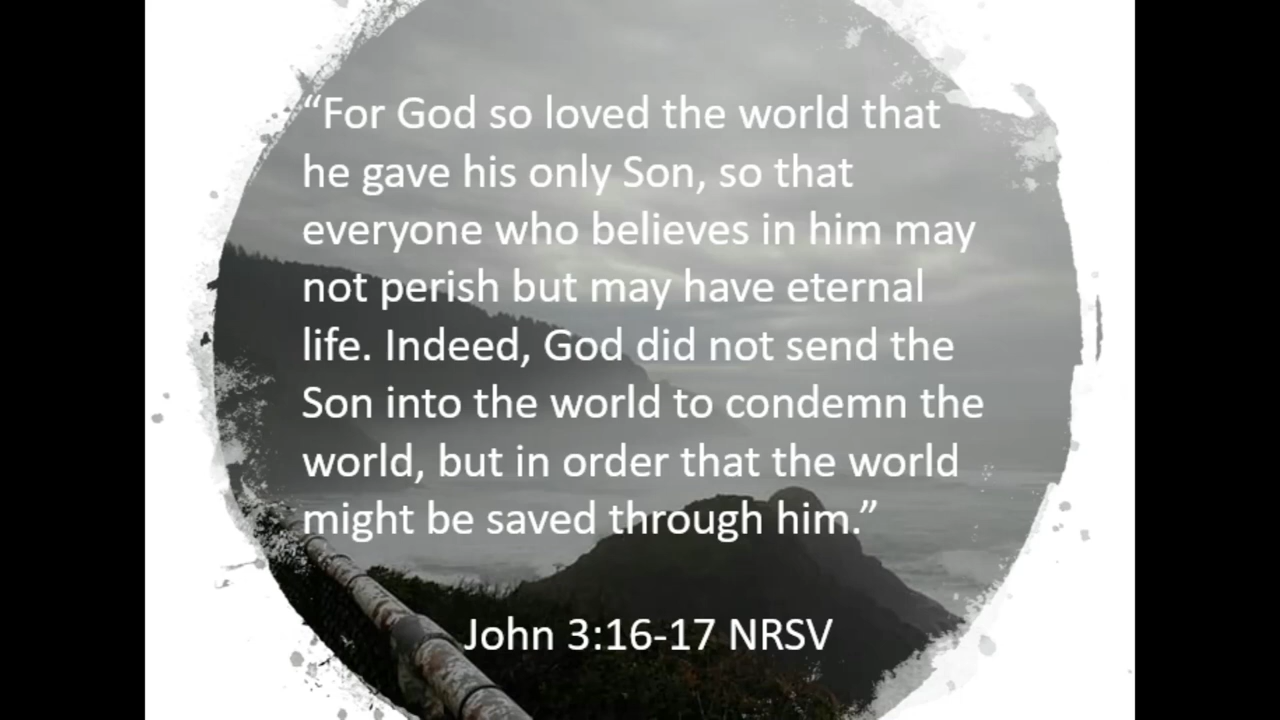 “For God so loved the world that
he gave his only Son, so that
everyone who believes in him may
not perish but may have eternal
life. Indeed, God did not send the
Son into the world to condemn the
world, but in order that the world
might be saved through him.”
John 3:16-17 NRSV